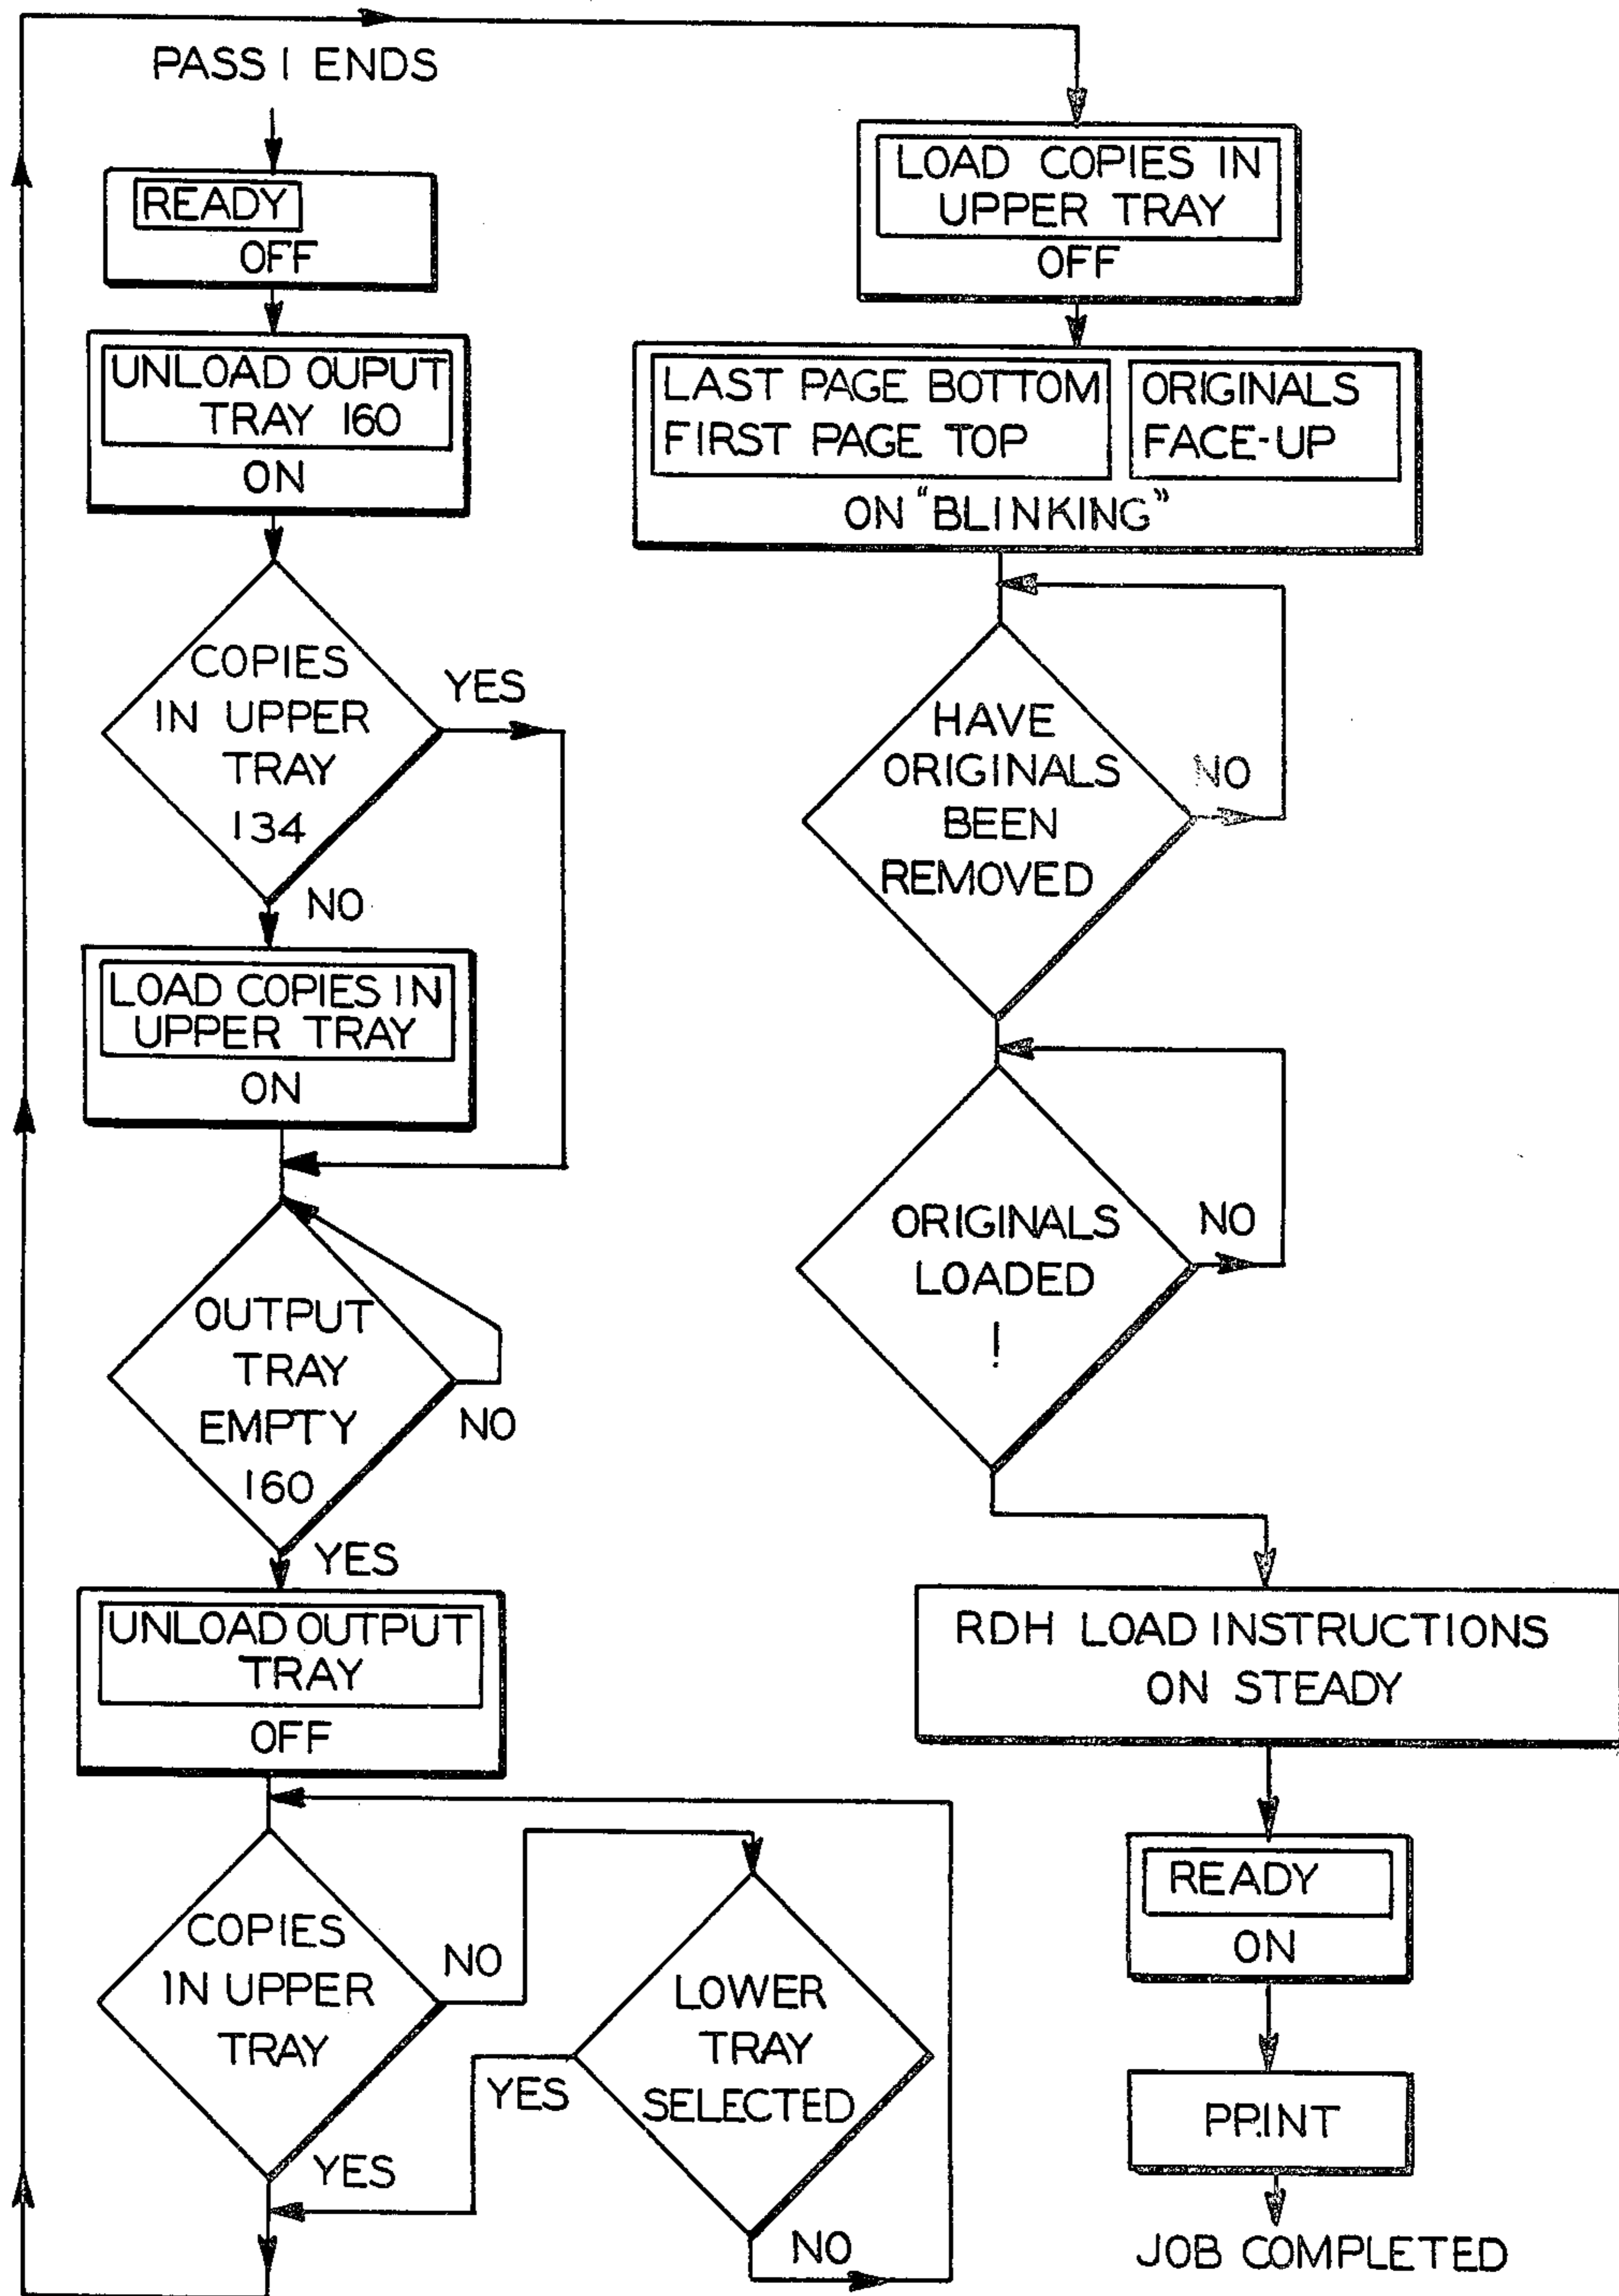 PASS 1 ENDS
READY
OFF
UNLOAD OUPUT
TRAY 160
ON
COPIES
IN UPPER
TRAY
134
YES
NO
LOAD COPIES IN
UPPER TRAY
ON
OUTPUT
TRAY
EMPTY
160
NO
YES
UNLOAD OUTPUT
TRAY
OFF
COPIES
IN UPPER
TRAY
NO
YES
LOWER
TRAY
SELECTED
YES
NO
LOAD COPIES IN
UPPER TRAY
OFF
LAST PAGE BOTTOM
FIRST PAGE TOP
ORIGINALS
FACE-UP
ON "BLINKING"
HAVE
ORIGINALS
BEEN
REMOVED
NO
ORIGINALS
LOADED
!
NO
RDH LOAD INSTRUCTIONS
ON STEADY
READY
ON
PRINT
JOB COMPLETED